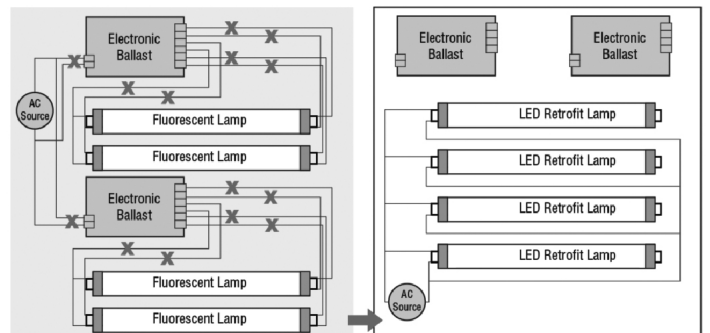 Electronic
Ballast
AC
Source
Fluorescent Lamp
Fluorescent Lamp
Electronic
Ballast
Fluorescent Lamp
Fluorescent Lamp
Electronic
Ballast
Electronic
Ballast
LED Retrofit Lamp
LED Retrofit Lamp
LED Retrofit Lamp
LED Retrofit Lamp
AC
Source